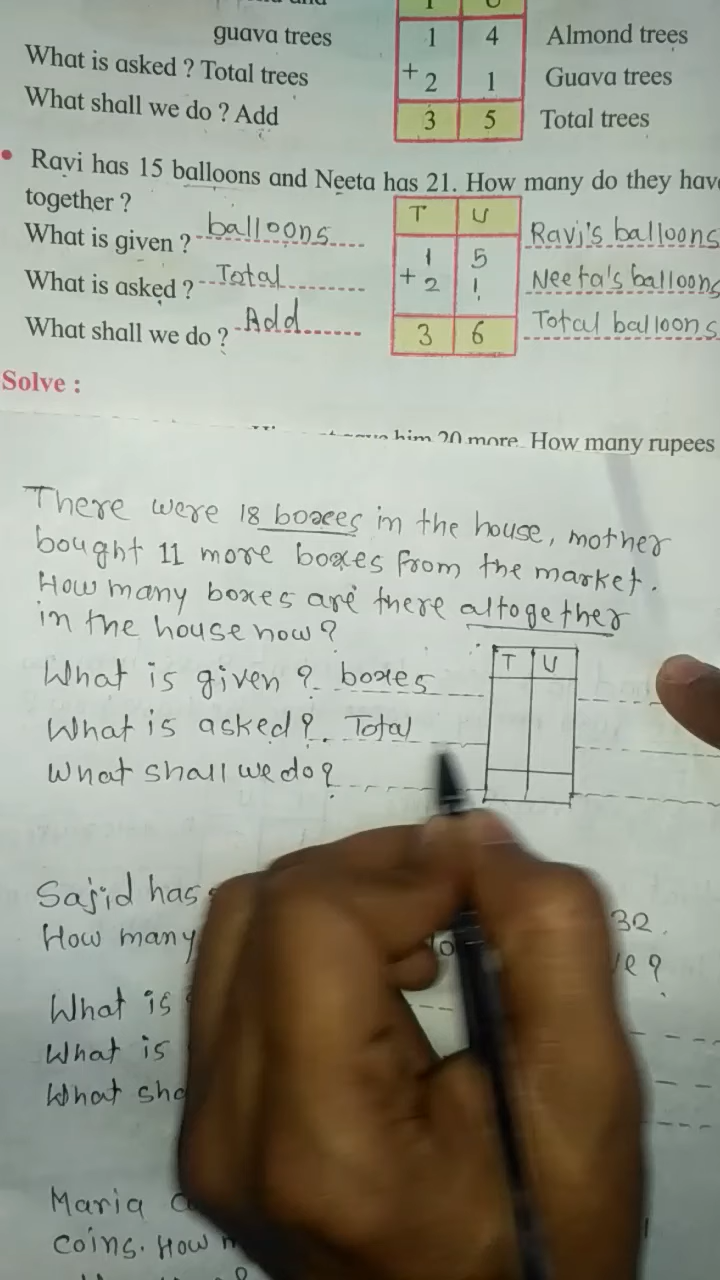 guava trees
What is asked ? Total trees
What shall we do ? Add
1 4 Almond trees
+ 2 1 Guava trees
3 5 Total trees
• Ravi has 15 balloons and Neeta has 21. How many do they have
together ?
What is given ? balloons
What is asked ? Total
What shall we do ? Add
T U
1 5 Ravi's balloons
+ 2 1 Neeta's balloons
3 6 Total balloons
Solve :
him 20 more. How many rupees
There were 18 boxes in the house, mother
bought 11 more boxes from the market.
How many boxes are there altogether
in the house now?
What is given ? boxes
What is asked ? Total
What shall we do?
T U
Sajid has 32.
How many
What is
What is
What
Maria
coins. How